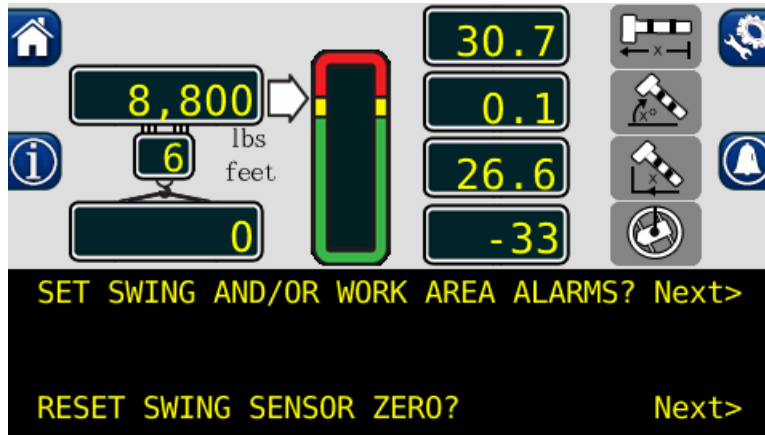 30.7
8,800
0.1
6
lbs
feet
26.6
0
-33
x
x°
x
SET SWING AND/OR WORK AREA ALARMS? Next>
RESET SWING SENSOR ZERO? Next>